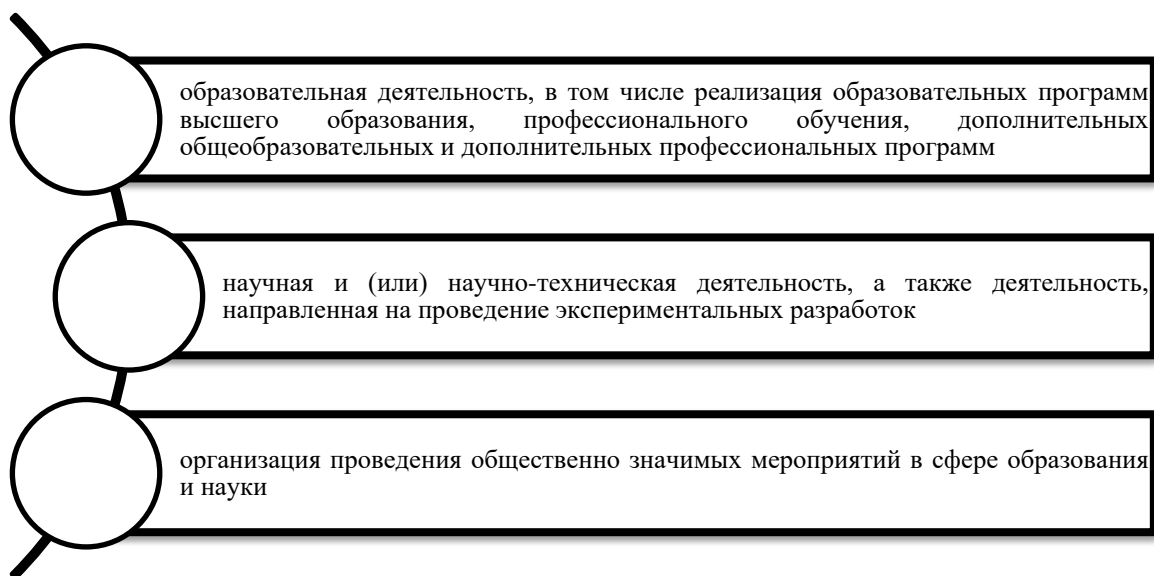 образовательная деятельность, в том числе реализация образовательных программ
высшего образования, профессионального обучения, дополнительных
общеобразовательных и дополнительных профессиональных программ
научная и (или) научно-техническая деятельность, а также деятельность,
направленная на проведение экспериментальных разработок
организация проведения общественно значимых мероприятий в сфере образования
и науки